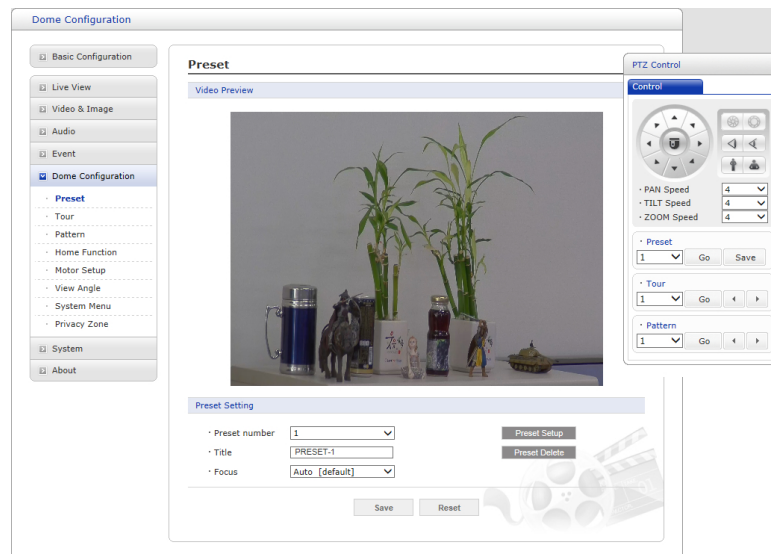 Dome Configuration
Basic Configuration
Live View
Video & Image
Audio
Event
Dome Configuration
Preset
Tour
Pattern
Home Function
Motor Setup
View Angle
System Menu
Privacy Zone
System
About
Preset
Video Preview
Preset Setting
Preset number 1 Preset Setup
Title PRESET-1 Preset Delete
Focus Auto [default]
Save Reset
PTZ Control
Control
PAN Speed 4
TILT Speed 4
ZOOM Speed 4
Preset
1 Go Save
Tour
1 Go
Pattern
1 Go